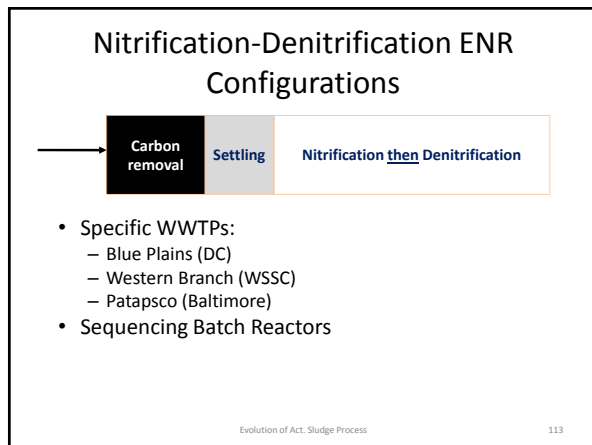 Nitrification-Denitrification ENR
Configurations
Carbon
removal
Settling
Nitrification then Denitrification
• Specific WWTPs:
– Blue Plains (DC)
– Western Branch (WSSC)
– Patapsco (Baltimore)
• Sequencing Batch Reactors
Evolution of Act. Sludge Process
113